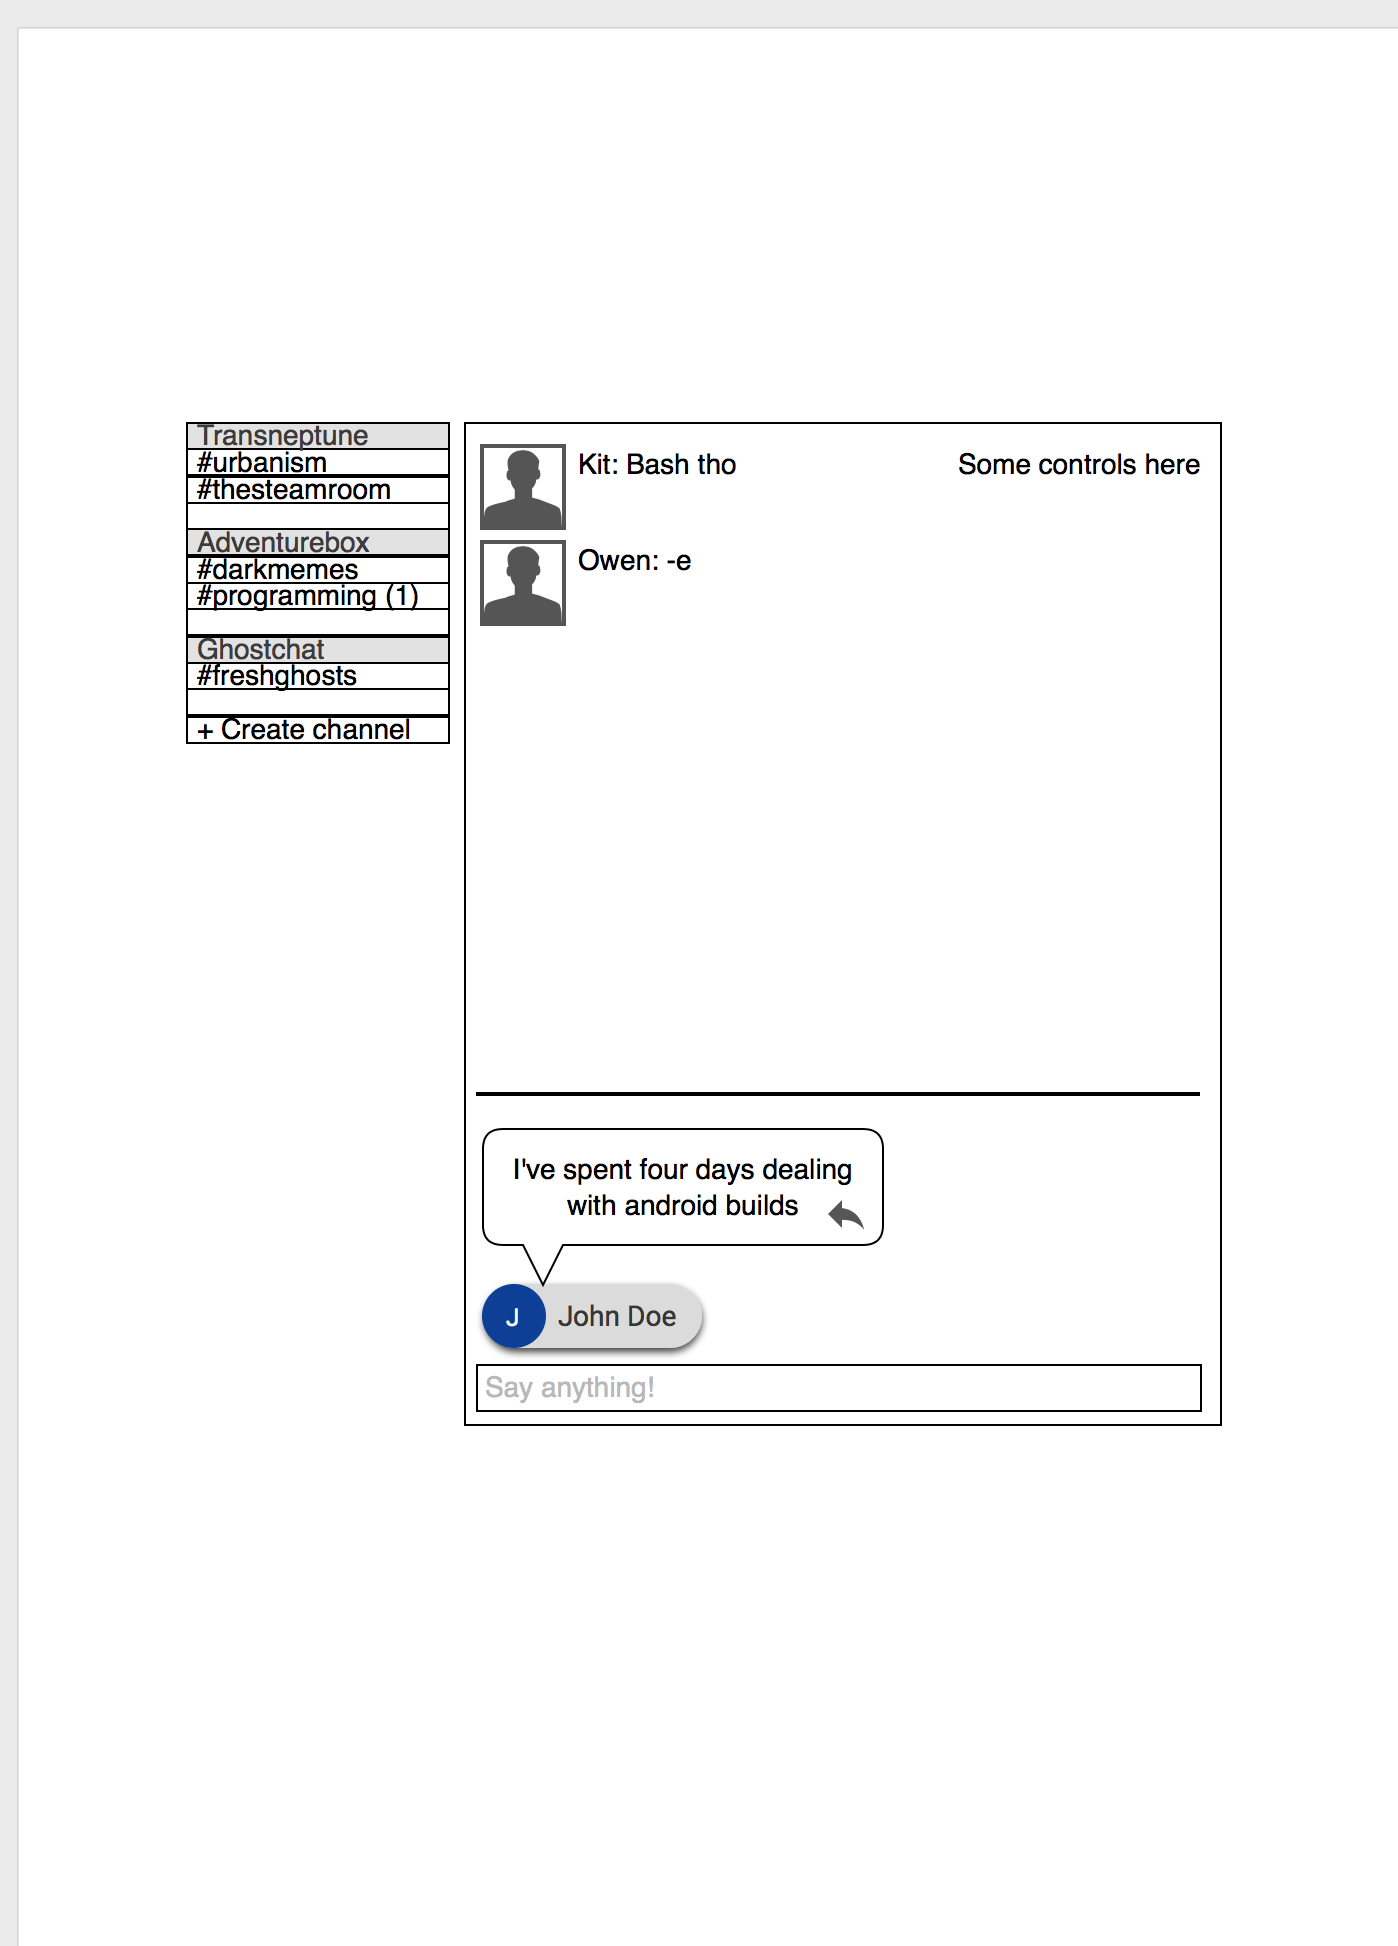 Transneptune
#urbanism
#thesteamroom
Adventurebox
#darkmemes
#programming (1)
Ghostchat
#freshghosts
+ Create channel
Kit: Bash tho
Some controls here
Owen: -e
I've spent four days dealing
with android builds
J
John Doe
Say anything!